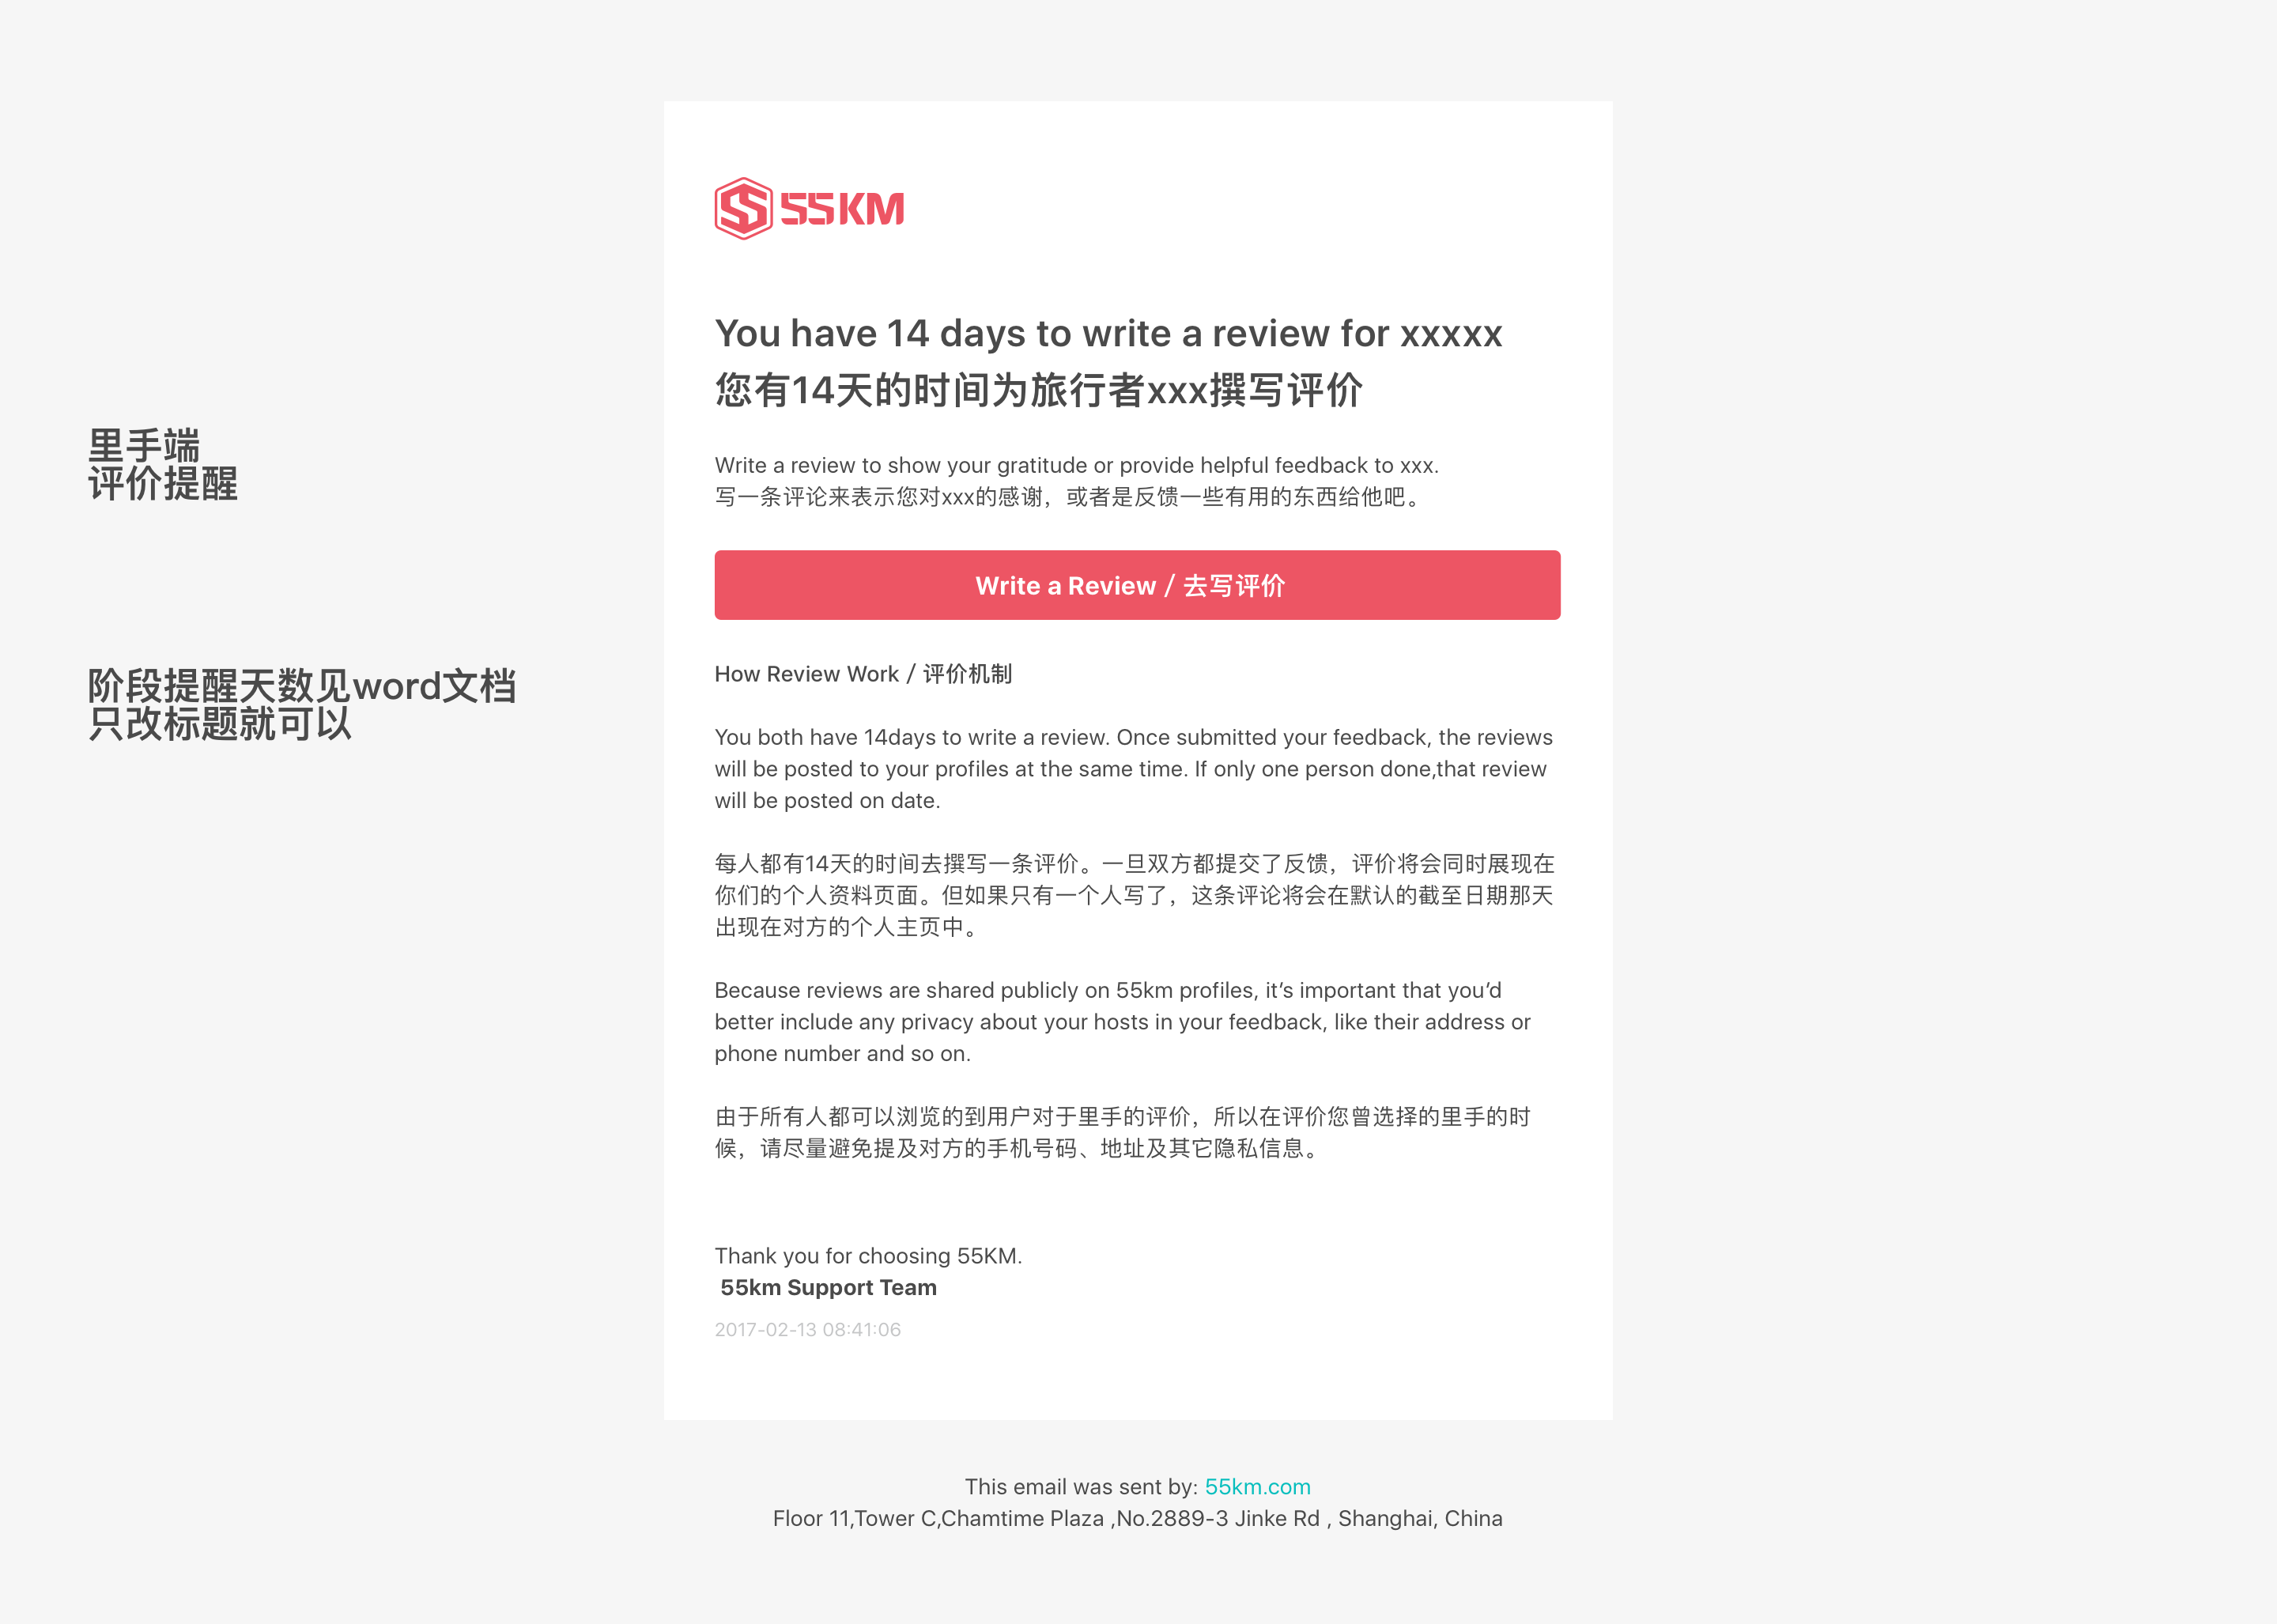 55KM
You have 14 days to write a review for xxxxx
您有14天的时间为旅行者xxx撰写评价
里手端
评价提醒
Write a review to show your gratitude or provide helpful feedback to xxx.
写一条评论来表示您对xxx的感谢，或者是反馈一些有用的东西给他吧。
Write a Review / 去写评价
阶段提醒天数见word文档
只改标题就可以
How Review Work / 评价机制
You both have 14days to write a review. Once submitted your feedback, the reviews
will be posted to your profiles at the same time. If only one person done,that review
will be posted on date.
每人都有14天的时间去撰写一条评价。一旦双方都提交了反馈，评价将会同时展现在
你们的个人资料页面。但如果只有一个人写了，这条评论将会在默认的截至日期那天
出现在对方的个人主页中。
Because reviews are shared publicly on 55km profiles, it’s important that you’d
better include any privacy about your hosts in your feedback, like their address or
phone number and so on.
由于所有人都可以浏览的到用户对于里手的评价，所以在评价您曾选择的里手的时
候，请尽量避免提及对方的手机号码、地址及其它隐私信息。
Thank you for choosing 55KM.
55km Support Team
2017-02-13 08:41:06
This email was sent by: 55km.com
Floor 11,Tower C,Chamtime Plaza ,No.2889-3 Jinke Rd , Shanghai, China